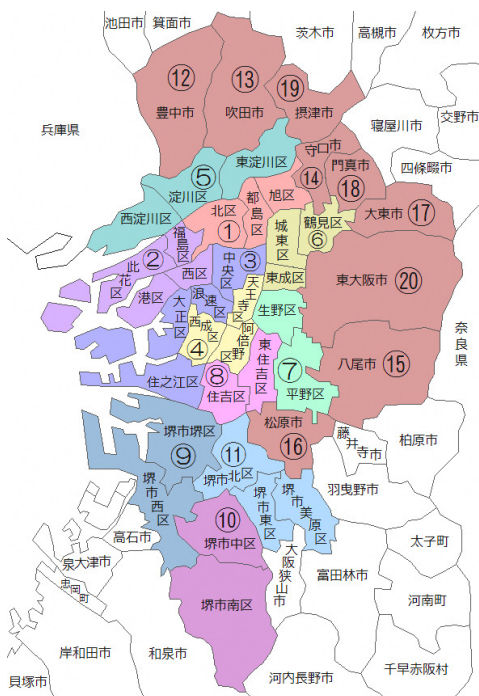 池田市
箕面市
茨木市
高槻市
枚方市
⑫
豊中市
⑬
吹田市
⑲
摂津市
寝屋川市
交野市
兵庫県
四條畷市
守口市
⑭
門真市
⑱
大東市
⑰
東淀川区
⑤
淀川区
西淀川区
北区
①
都島区
旭区
城東区
鶴見区
⑥
東成区
福島区
②
此花区
西区
港区
③
中央区
天王寺区
浪速区
大正区
西成区
④
阿倍野区
生野区
東大阪市
⑳
奈良県
八尾市
⑮
東住吉区
⑦
平野区
⑧
住吉区
住之江区
松原市
⑯
藤井寺市
柏原市
羽曳野市
堺市堺区
⑨
⑪
堺市北区
堺市西区
堺市東区
堺市美原区
⑩
堺市中区
堺市南区
高石市
泉大津市
忠岡町
大阪狭山市
富田林市
太子町
河南町
千早赤阪村
河内長野市
和泉市
岸和田市
貝塚市